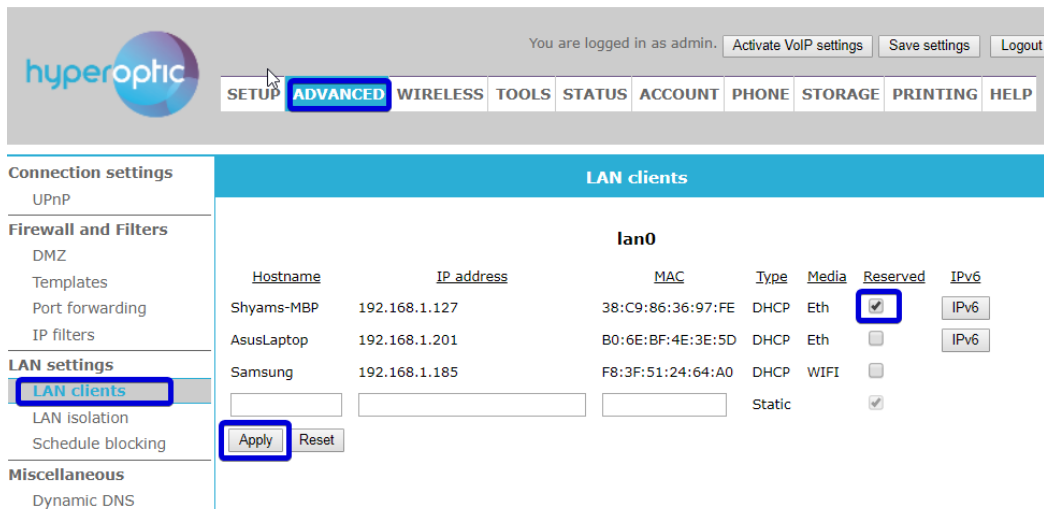 You are logged in as admin. Activate VoIP settings Save settings Logout
hyperoptic
SETUP ADVANCED WIRELESS TOOLS STATUS ACCOUNT PHONE STORAGE PRINTING HELP
Connection settings
UPnP
Firewall and Filters
DMZ
Templates
Port forwarding
IP filters
LAN settings
LAN clients
LAN isolation
Schedule blocking
Miscellaneous
Dynamic DNS
LAN clients
lan0
Hostname IP address MAC Type Media Reserved IPv6
Shyams-MBP 192.168.1.127 38:C9:86:36:97:FE DHCP Eth IPv6
AsusLaptop 192.168.1.201 B0:6E:BF:4E:3E:5D DHCP Eth IPv6
Samsung 192.168.1.185 F8:3F:51:24:64:A0 DHCP WIFI
Static
Apply Reset